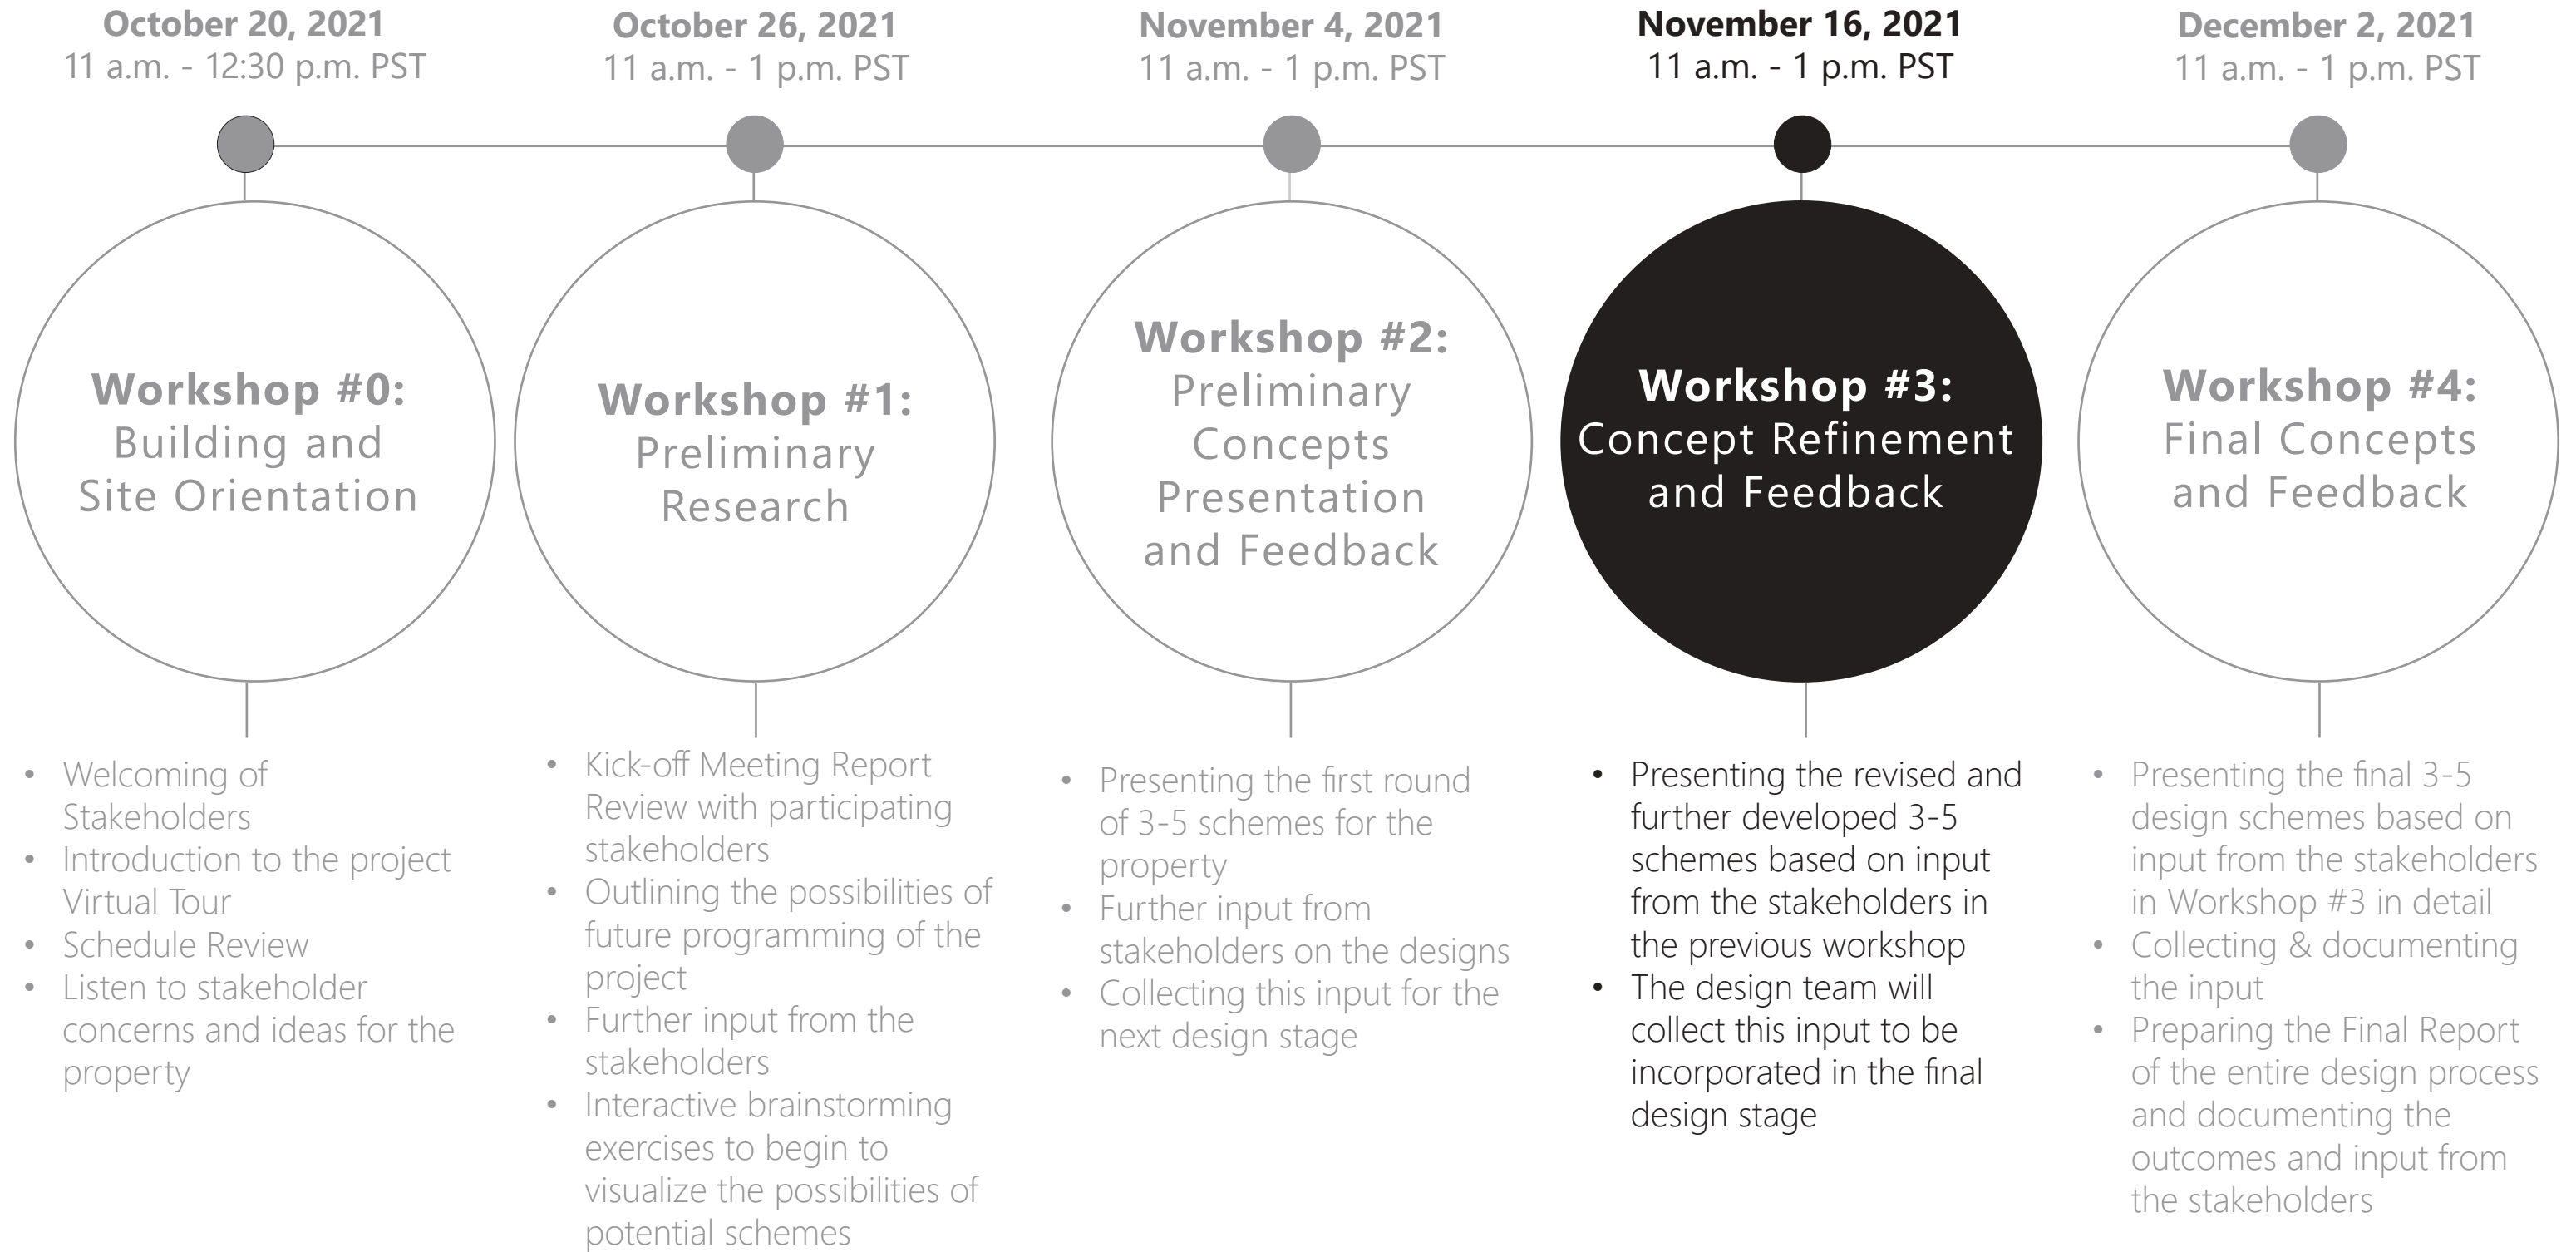 October 20, 2021
11 a.m. - 12:30 p.m. PST
Workshop #0:
Building and
Site Orientation
• Welcoming of
Stakeholders
• Introduction to the project
Virtual Tour
• Schedule Review
• Listen to stakeholder
concerns and ideas for the
property
October 26, 2021
11 a.m. - 1 p.m. PST
Workshop #1:
Preliminary
Research
• Kick-off Meeting Report
Review with participating
stakeholders
• Outlining the possibilities of
future programming of the
project
• Further input from the
stakeholders
• Interactive brainstorming
exercises to begin to
visualize the possibilities of
potential schemes
November 4, 2021
11 a.m. - 1 p.m. PST
Workshop #2:
Preliminary
Concepts
Presentation
and Feedback
• Presenting the first round
of 3-5 schemes for the
property
• Further input from
stakeholders on the designs
• Collecting this input for the
next design stage
November 16, 2021
11 a.m. - 1 p.m. PST
Workshop #3:
Concept Refinement
and Feedback
• Presenting the revised and
further developed 3-5
schemes based on input
from the stakeholders in
the previous workshop
• The design team will
collect this input to be
incorporated in the final
design stage
December 2, 2021
11 a.m. - 1 p.m. PST
Workshop #4:
Final Concepts
and Feedback
• Presenting the final 3-5
design schemes based on
input from the stakeholders
in Workshop #3 in detail
• Collecting & documenting
the input
• Preparing the Final Report
of the entire design process
and documenting the
outcomes and input from
the stakeholders